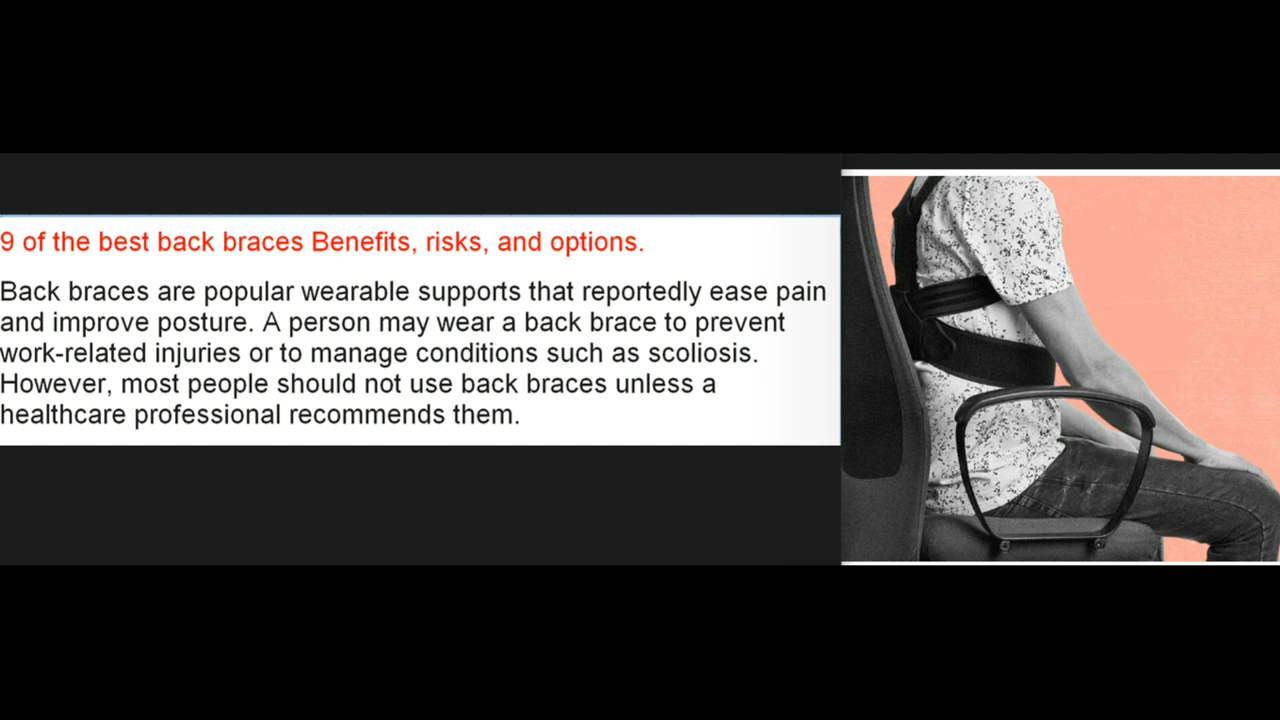 9 of the best back braces Benefits, risks, and options.
Back braces are popular wearable supports that reportedly ease pain
and improve posture. A person may wear a back brace to prevent
work-related injuries or to manage conditions such as scoliosis.
However, most people should not use back braces unless a
healthcare professional recommends them.